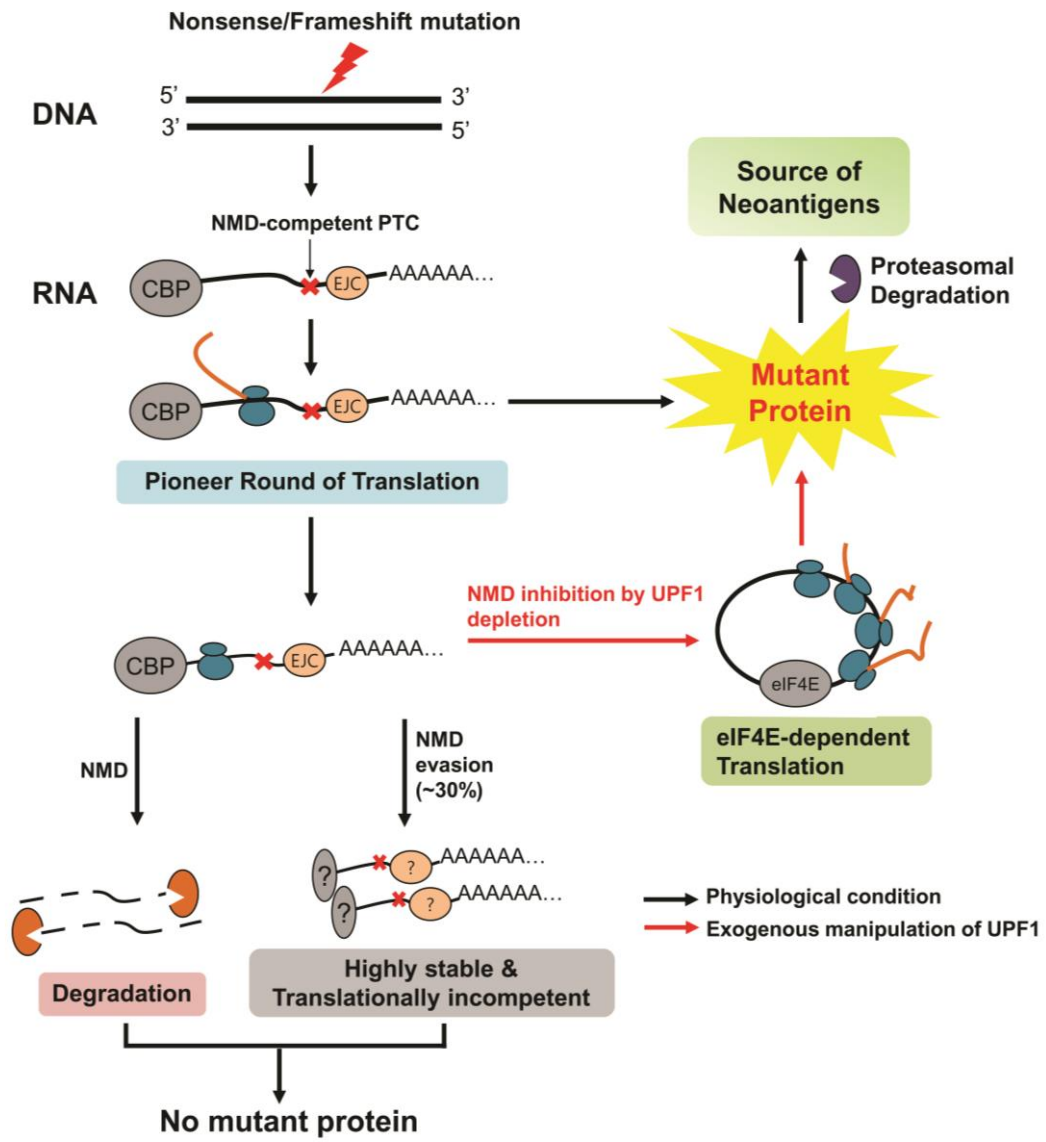 Nonsense/Frameshift mutation
5’
3’
DNA
3’
5’
NMD-competent PTC
RNA
CBP
EJC
AAAAAA...
CBP
EJC
AAAAAA...
Pioneer Round of Translation
Source of
Neoantigens
Proteasomal
Degradation
Mutant
Protein
NMD inhibition by UPF1
depletion
CBP
EJC
AAAAAA...
eIF4E
eIF4E-dependent
Translation
NMD
NMD
evasion
(~30%)
?
?
AAAAAA...
?
?
AAAAAA...
Physiological condition
Exogenous manipulation of UPF1
Degradation
Highly stable &
Translationally incompetent
No mutant protein